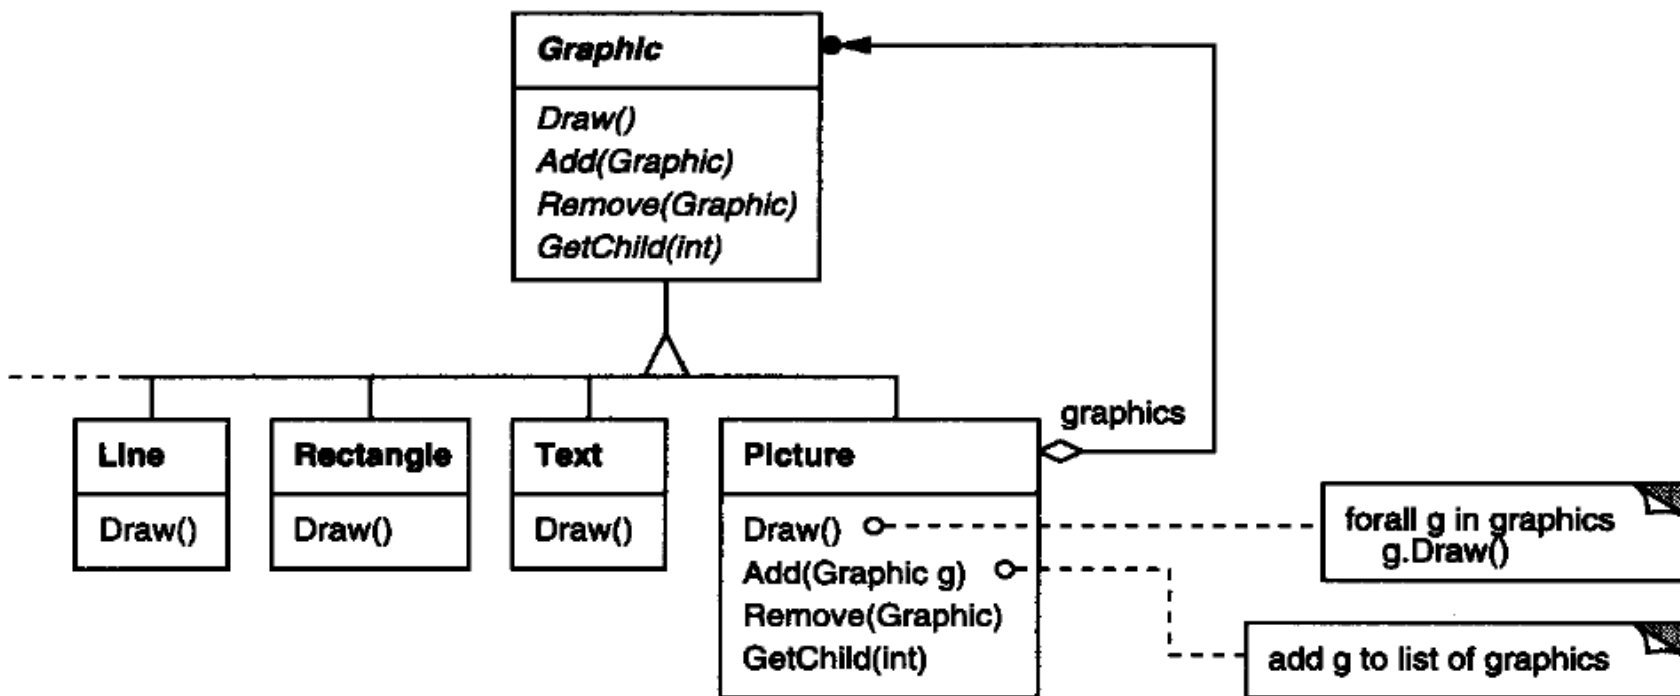 Graphic
Draw()
Add(Graphic)
Remove(Graphic)
GetChild(int)
graphics
Line
Draw()
Rectangle
Draw()
Text
Draw()
Picture
Draw()
Add(Graphic g)
Remove(Graphic)
GetChild(int)
forall g in graphics
g.Draw()
add g to list of graphics